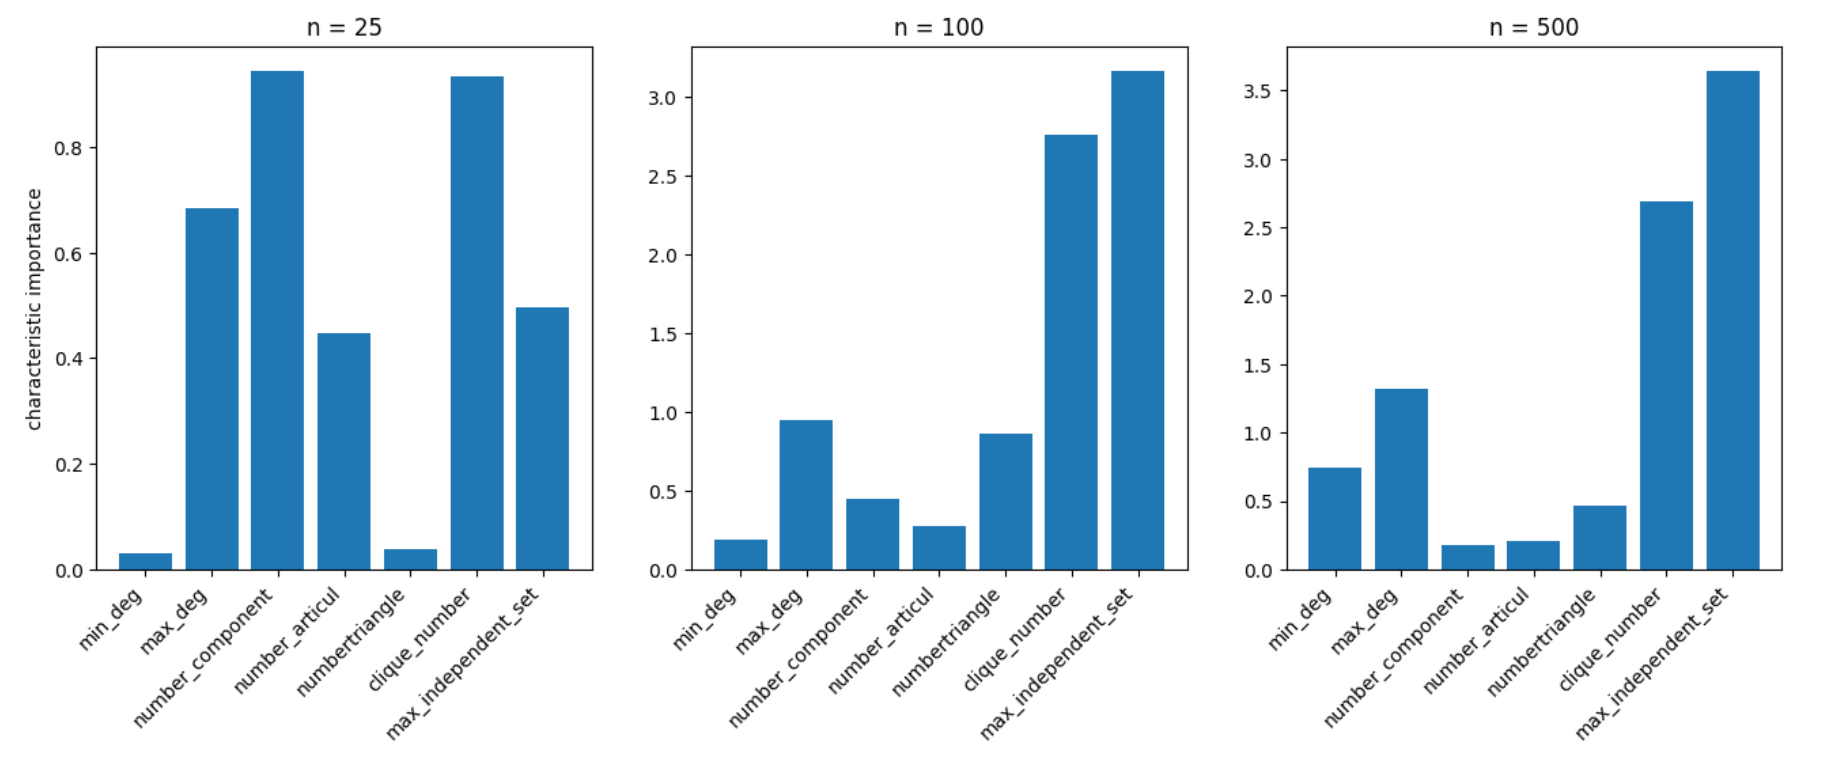 n = 25
characteristic importance
0.8
0.6
0.4
0.2
0.0
min_deg
max_deg
number_component
number_articul
numbertriangle
clique_number
max_independent_set
n = 100
3.0
2.5
2.0
1.5
1.0
0.5
0.0
min_deg
max_deg
number_component
number_articul
numbertriangle
clique_number
max_independent_set
n = 500
3.5
3.0
2.5
2.0
1.5
1.0
0.5
0.0
min_deg
max_deg
number_component
number_articul
numbertriangle
clique_number
max_independent_set